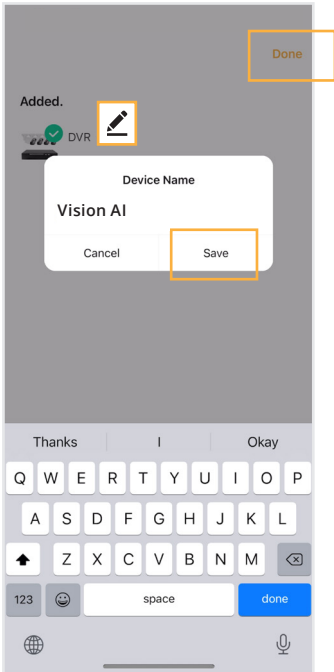 Done
Added.
DVR
Device Name
Vision AI
Cancel Save
Thanks I Okay
Q W E R T Y U I O P
A S D F G H J K L
Z X C V B N M
123 space done